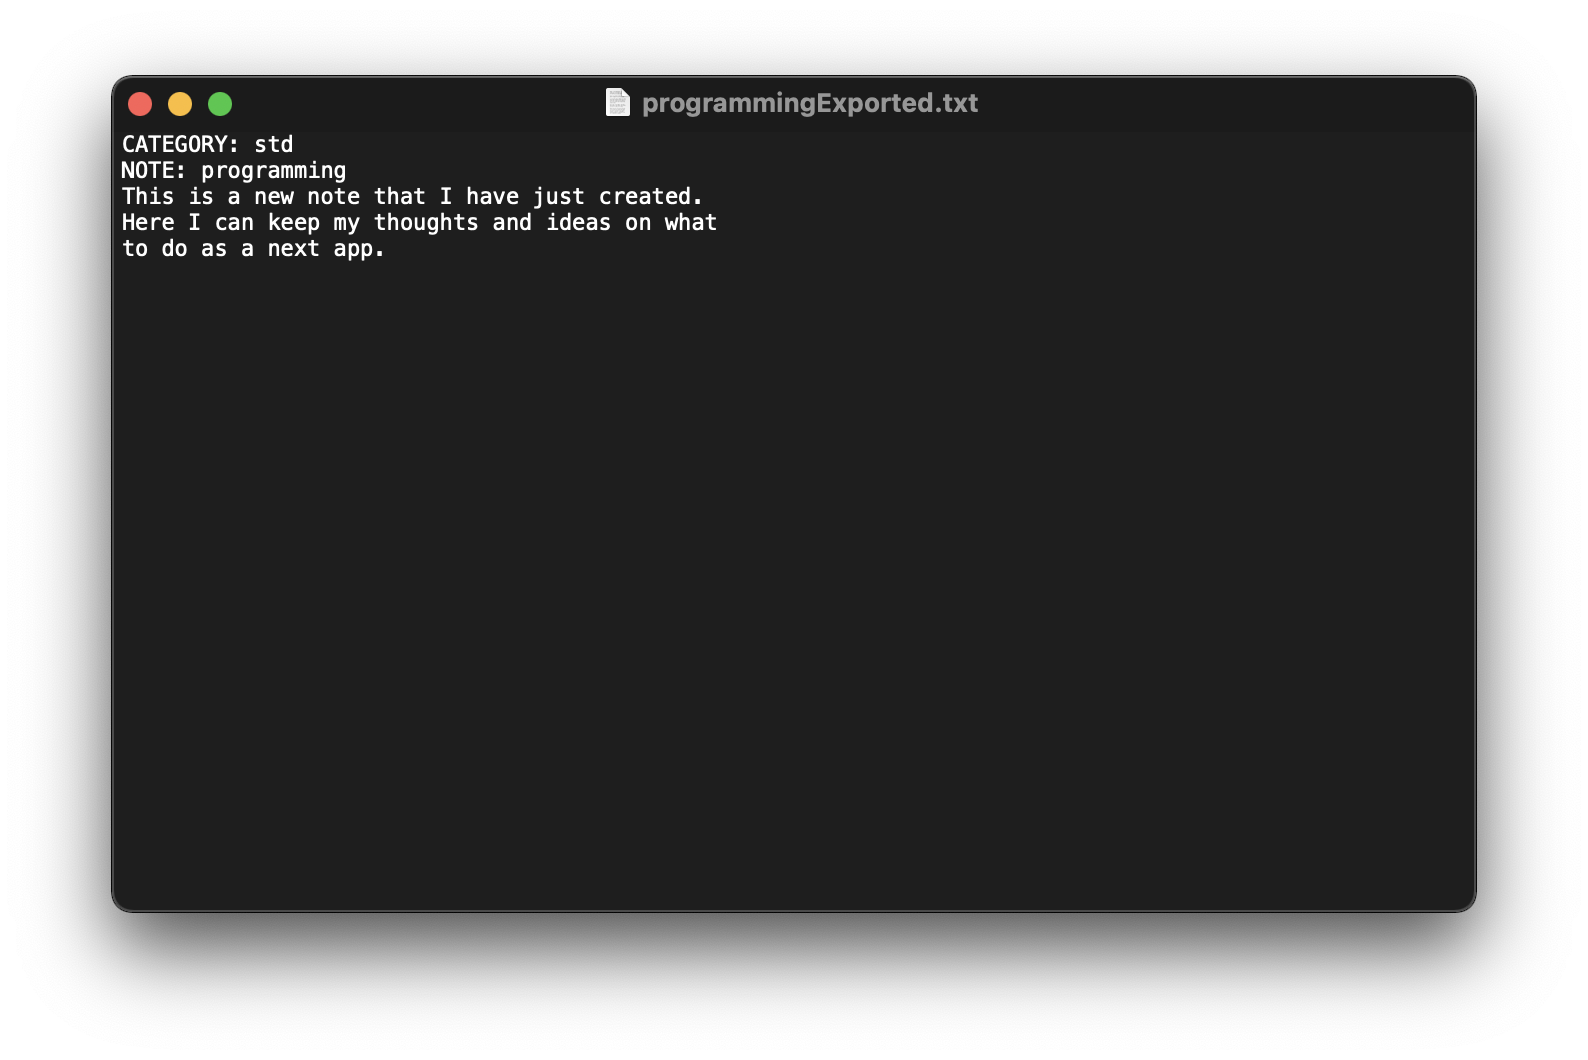 programmingExported.txt
CATEGORY: std
NOTE: programming
This is a new note that I have just created.
Here I can keep my thoughts and ideas on what
to do as a next app.